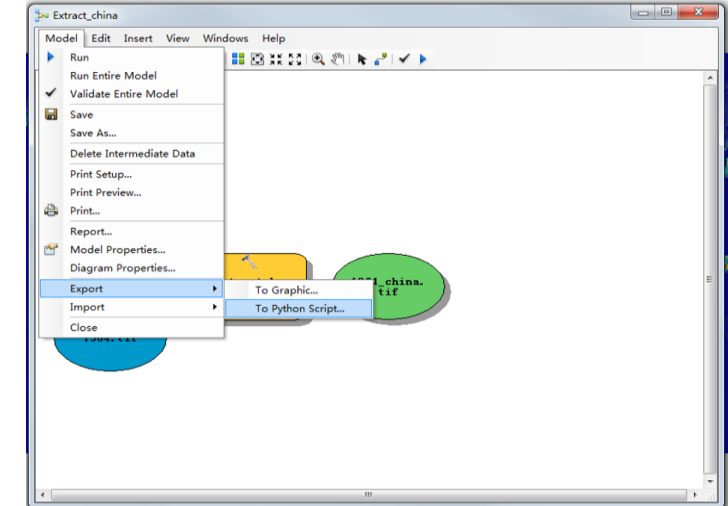 Extract_china
Model Edit Insert View Windows Help
Run
Run Entire Model
Validate Entire Model
Save
Save As...
Delete Intermediate Data
Print Setup...
Print Preview...
Print...
Report...
Model Properties...
Diagram Properties...
Export
To Graphic...
Import
To Python Script...
Close
china.
tif